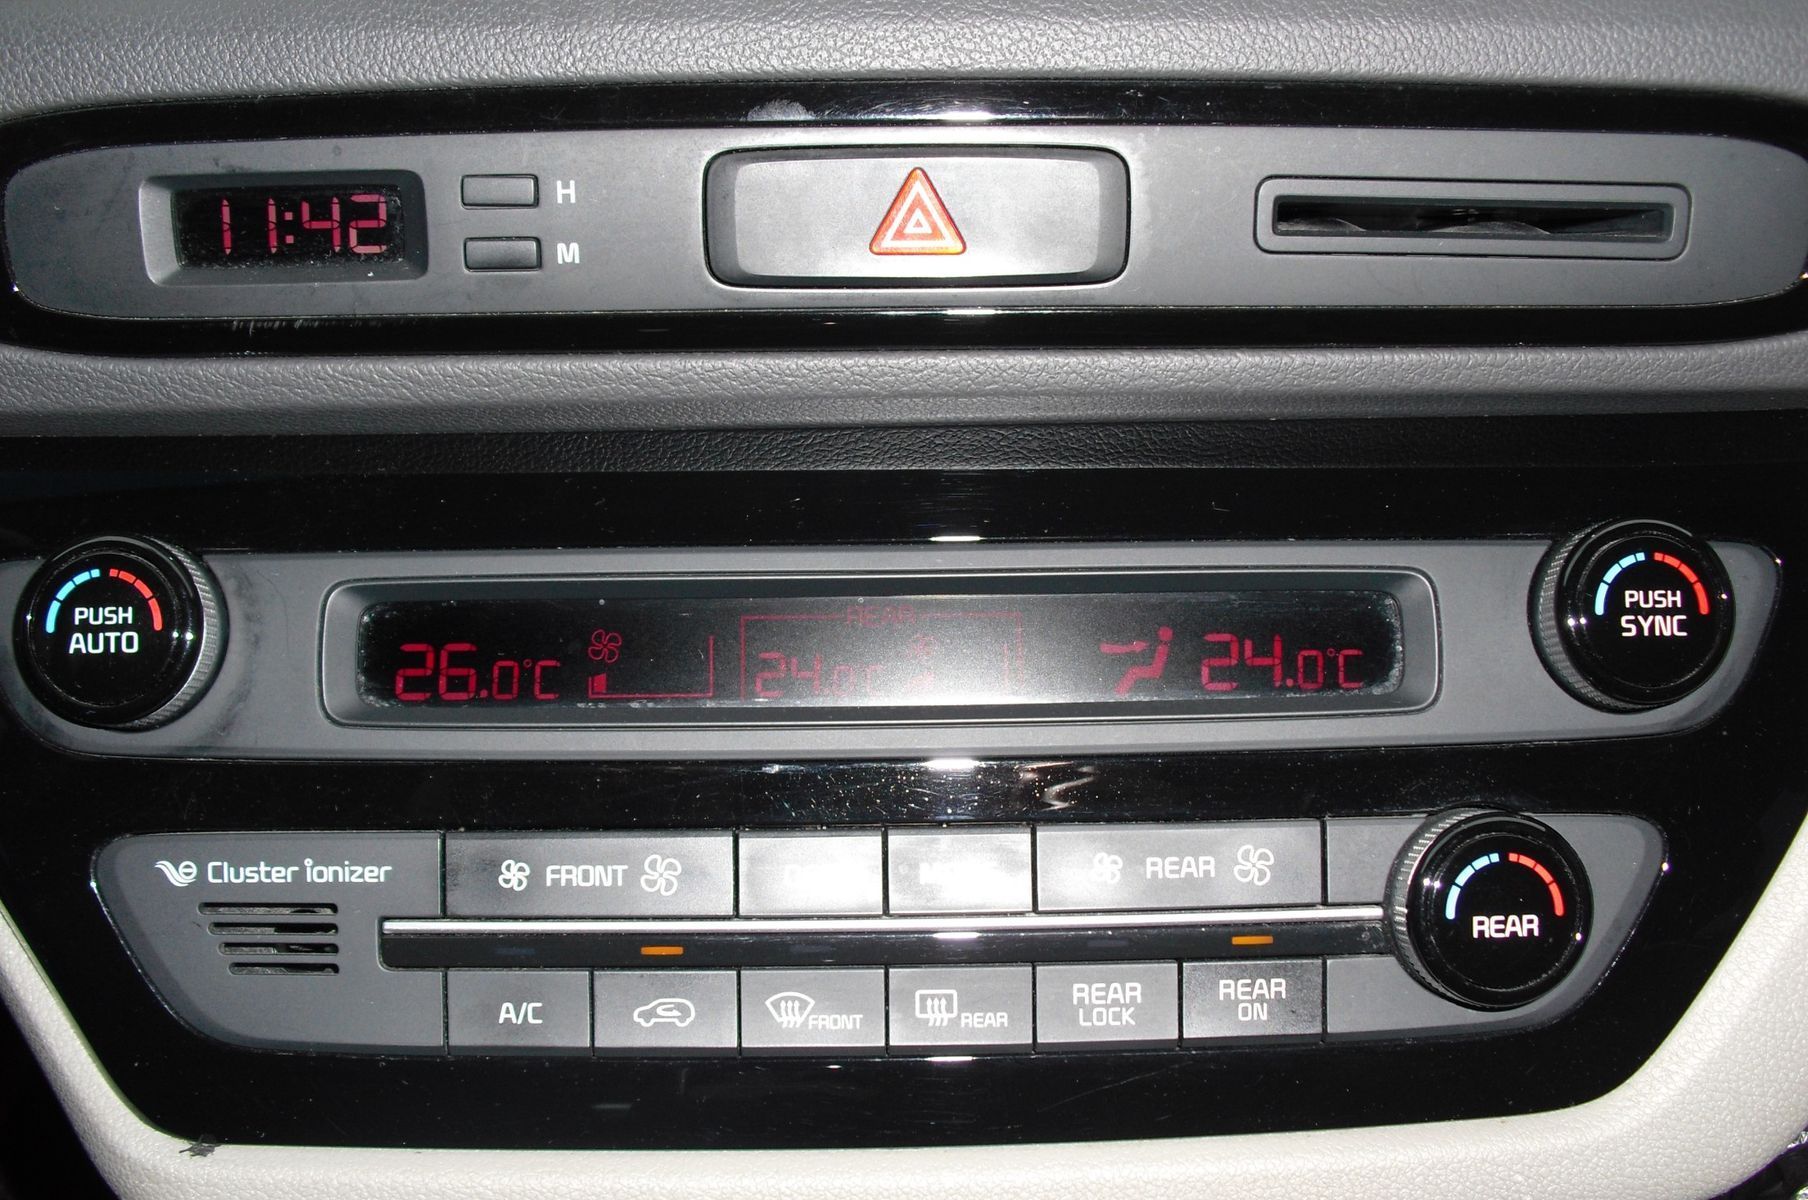 11:42
H
M
PUSH
AUTO
26.0°C
REAR
24.0°C
24.0°C
PUSH
SYNC
Cluster ionizer
FRONT
REAR
REAR
A/C
FRONT
REAR
REAR
LOCK
REAR
ON